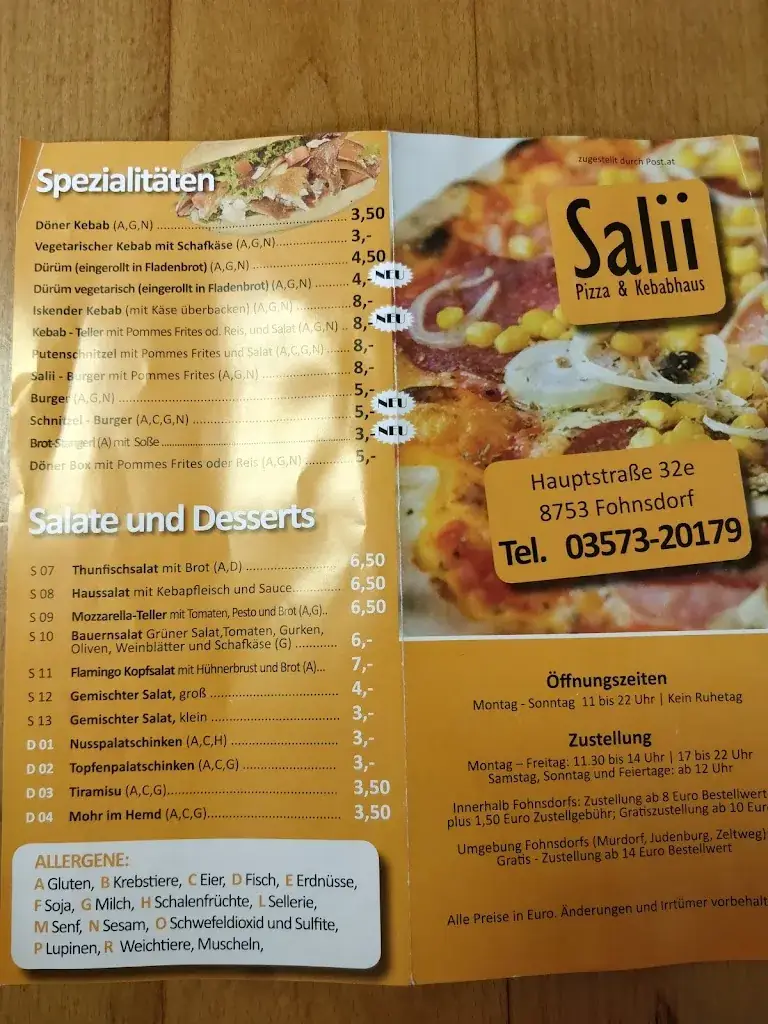 Spezialitäten
Döner Kebab (A,G,N) 3,50
Vegetarischer Kebab mit Schafkäse (A,G,N) 3,-
Dürüm (eingerollt in Fladenbrot) (A,G,N) 4,50
Dürüm vegetarisch (eingerollt in Fladenbrot) (A,G,N) 4,- NEU
Iskender Kebab (mit Käse überbacken) (A,G,N) 8,-
Kebab - Teller mit Pommes Frites od. Reis, und Salat (A,G,N) 8,- NEU
Putenschnitzel mit Pommes Frites und Salat (A,C,G,N) 8,-
Salii - Burger mit Pommes Frites (A,G,N) 8,-
Burger (A,G,N) 5,-
Schnitzel - Burger (A,C,G,N) 5,- NEU
Brot-Stangerl (A) mit Soße 3,- NEU
Döner Box mit Pommes Frites oder Reis (A,G,N) 5,-
Salate und Desserts
S 07 Thunfischsalat mit Brot (A,D) 6,50
S 08 Haussalat mit Kebapfleisch und Sauce 6,50
S 09 Mozzarella-Teller mit Tomaten, Pesto und Brot (A,G) 6,50
S 10 Bauernsalat Grüner Salat,Tomaten, Gurken,
Oliven, Weinblätter und Schafkäse (G) 6,-
S 11 Flamingo Kopfsalat mit Hühnerbrust und Brot (A) 7,-
S 12 Gemischter Salat, groß 4,-
S 13 Gemischter Salat, klein 3,-
D 01 Nusspalatschinken (A,C,H) 3,-
D 02 Topfenpalatschinken (A,C,G) 3,-
D 03 Tiramisu (A,C,G) 3,50
D 04 Mohr im Hemd (A,C,G) 3,50
ALLERGENE:
A Gluten, B Krebstiere, C Eier, D Fisch, E Erdnüsse,
F Soja, G Milch, H Schalenfrüchte, L Sellerie,
M Senf, N Sesam, O Schwefeldioxid und Sulfite,
P Lupinen, R Weichtiere, Muscheln,
zugestellt durch Post.at
Salii
Pizza & Kebabhaus
Hauptstraße 32e
8753 Fohnsdorf
Tel. 03573-20179
Öffnungszeiten
Montag - Sonntag 11 bis 22 Uhr | Kein Ruhetag
Zustellung
Montag – Freitag: 11.30 bis 14 Uhr | 17 bis 22 Uhr
Samstag, Sonntag und Feiertage: ab 12 Uhr
Innerhalb Fohnsdorfs: Zustellung ab 8 Euro Bestellwert
plus 1,50 Euro Zustellgebühr; Gratiszustellung ab 10 Euro
Umgebung Fohnsdorfs (Murdorf, Judenburg, Zeltweg)
Gratis - Zustellung ab 14 Euro Bestellwert
Alle Preise in Euro. Änderungen und Irrtümer vorbehalt